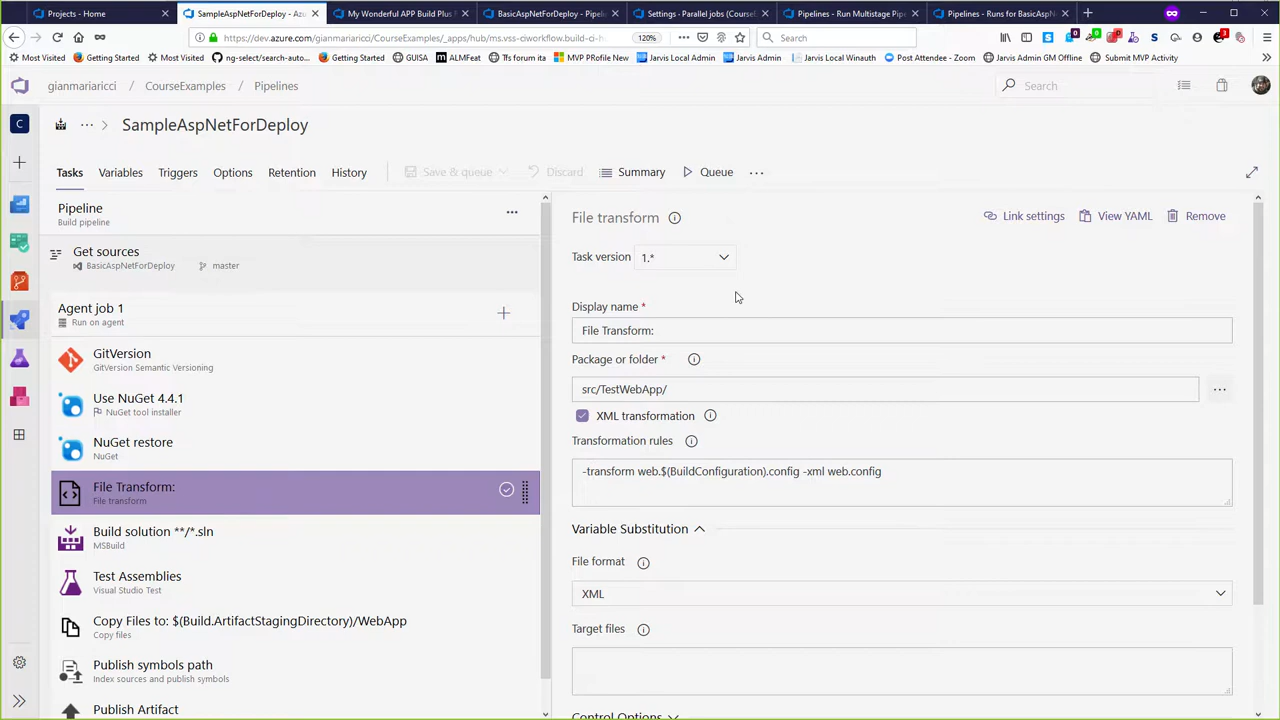 Projects - Home
SampleAspNetForDeploy - Azu
My Wonderful APP Build Plus P
BasicAspNetForDeploy - Pipelin
Settings - Parallel jobs (CourseE
Pipelines - Run Multistage Pipe
Pipelines - Runs for BasicAspN
https://dev.azure.com/gianmariaricci/CourseExamples/_apps/hub/ms.vss-ciworkflow.build-ci-h
120%
Search
Most Visited
Getting Started
Most Visited
ng-select/search-autoc
Getting Started
GUISA
ALMFeat
Tfs forum ita
MVP PRofile New
Jarvis Local Admin
Jarvis Admin
Jarvis Local Winauth
Post Attendee - Zoom
Jarvis Admin GM Offline
Submit MVP Activity
gianmariaricci
CourseExamples
/
Pipelines
Search
C
... > SampleAspNetForDeploy
Tasks
Variables
Triggers
Options
Retention
History
Save & queue
Discard
Summary
Queue
...
Pipeline
Build pipeline
Get sources
BasicAspNetForDeploy
master
Agent job 1
Run on agent
GitVersion
GitVersion Semantic Versioning
Use NuGet 4.4.1
NuGet tool installer
NuGet restore
NuGet
File Transform:
File transform
Build solution **/*.sln
MSBuild
Test Assemblies
Visual Studio Test
Copy Files to: $(Build.ArtifactStagingDirectory)/WebApp
Copy files
Publish symbols path
Index sources and publish symbols
Publish Artifact
File transform
Link settings
View YAML
Remove
Task version
1.*
Display name *
File Transform:
Package or folder *
src/TestWebApp/
...
XML transformation
Transformation rules
-transform web.$(BuildConfiguration).config -xml web.config
Variable Substitution
File format
XML
Target files
Control Options